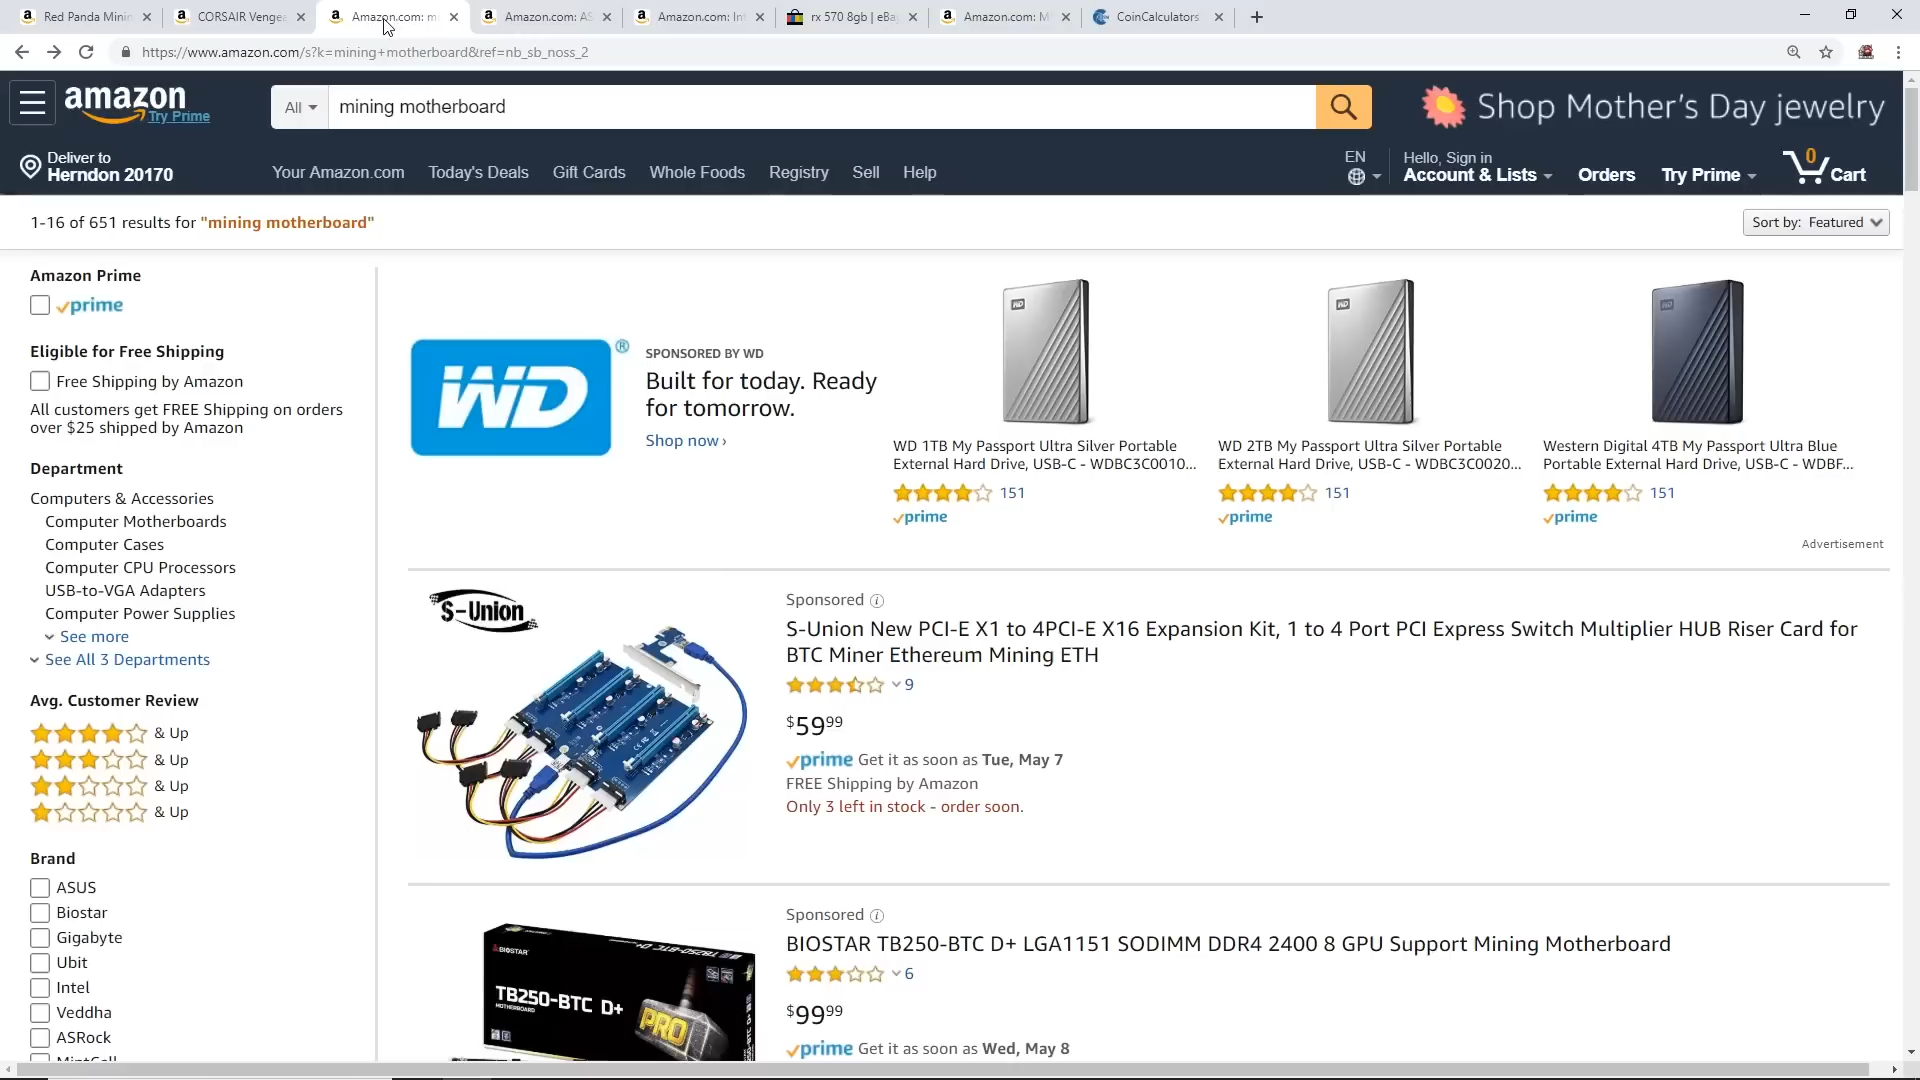 Red Panda Minin
CORSAIR Vengea
Amazon.com: m
Amazon.com: AS
Amazon.com: In
rx 570 8gb | eBa
Amazon.com: M
CoinCalculators
https://www.amazon.com/s?k=mining+motherboard&ref=nb_sb_noss_2
amazon
Try Prime
All
mining motherboard
Shop Mother's Day jewelry
Deliver to
Herndon 20170
Your Amazon.com
Today's Deals
Gift Cards
Whole Foods
Registry
Sell
Help
EN
Hello, Sign in
Account & Lists
Orders
Try Prime
0
Cart
1-16 of 651 results for "mining motherboard"
Sort by: Featured
Amazon Prime
prime
Eligible for Free Shipping
Free Shipping by Amazon
All customers get FREE Shipping on orders
over $25 shipped by Amazon
Department
Computers & Accessories
Computer Motherboards
Computer Cases
Computer CPU Processors
USB-to-VGA Adapters
Computer Power Supplies
See more
See All 3 Departments
Avg. Customer Review
& Up
& Up
& Up
& Up
Brand
ASUS
Biostar
Gigabyte
Ubit
Intel
Veddha
ASRock
MintCell
WD®
SPONSORED BY WD
Built for today. Ready
for tomorrow.
Shop now ›
WD
WD 1TB My Passport Ultra Silver Portable
External Hard Drive, USB-C - WDBC3C0010...
151
prime
WD
WD 2TB My Passport Ultra Silver Portable
External Hard Drive, USB-C - WDBC3C0020...
151
prime
WD
Western Digital 4TB My Passport Ultra Blue
Portable External Hard Drive, USB-C - WDBF...
151
prime
Advertisement
S-Union
Sponsored
S-Union New PCI-E X1 to 4PCI-E X16 Expansion Kit, 1 to 4 Port PCI Express Switch Multiplier HUB Riser Card for
BTC Miner Ethereum Mining ETH
9
$5999
prime Get it as soon as Tue, May 7
FREE Shipping by Amazon
Only 3 left in stock - order soon.
BIOSTAR
TB250-BTC D+
MOTHERBOARD
PRO
TB250-BTC D+
Sponsored
BIOSTAR TB250-BTC D+ LGA1151 SODIMM DDR4 2400 8 GPU Support Mining Motherboard
6
$9999
prime Get it as soon as Wed, May 8